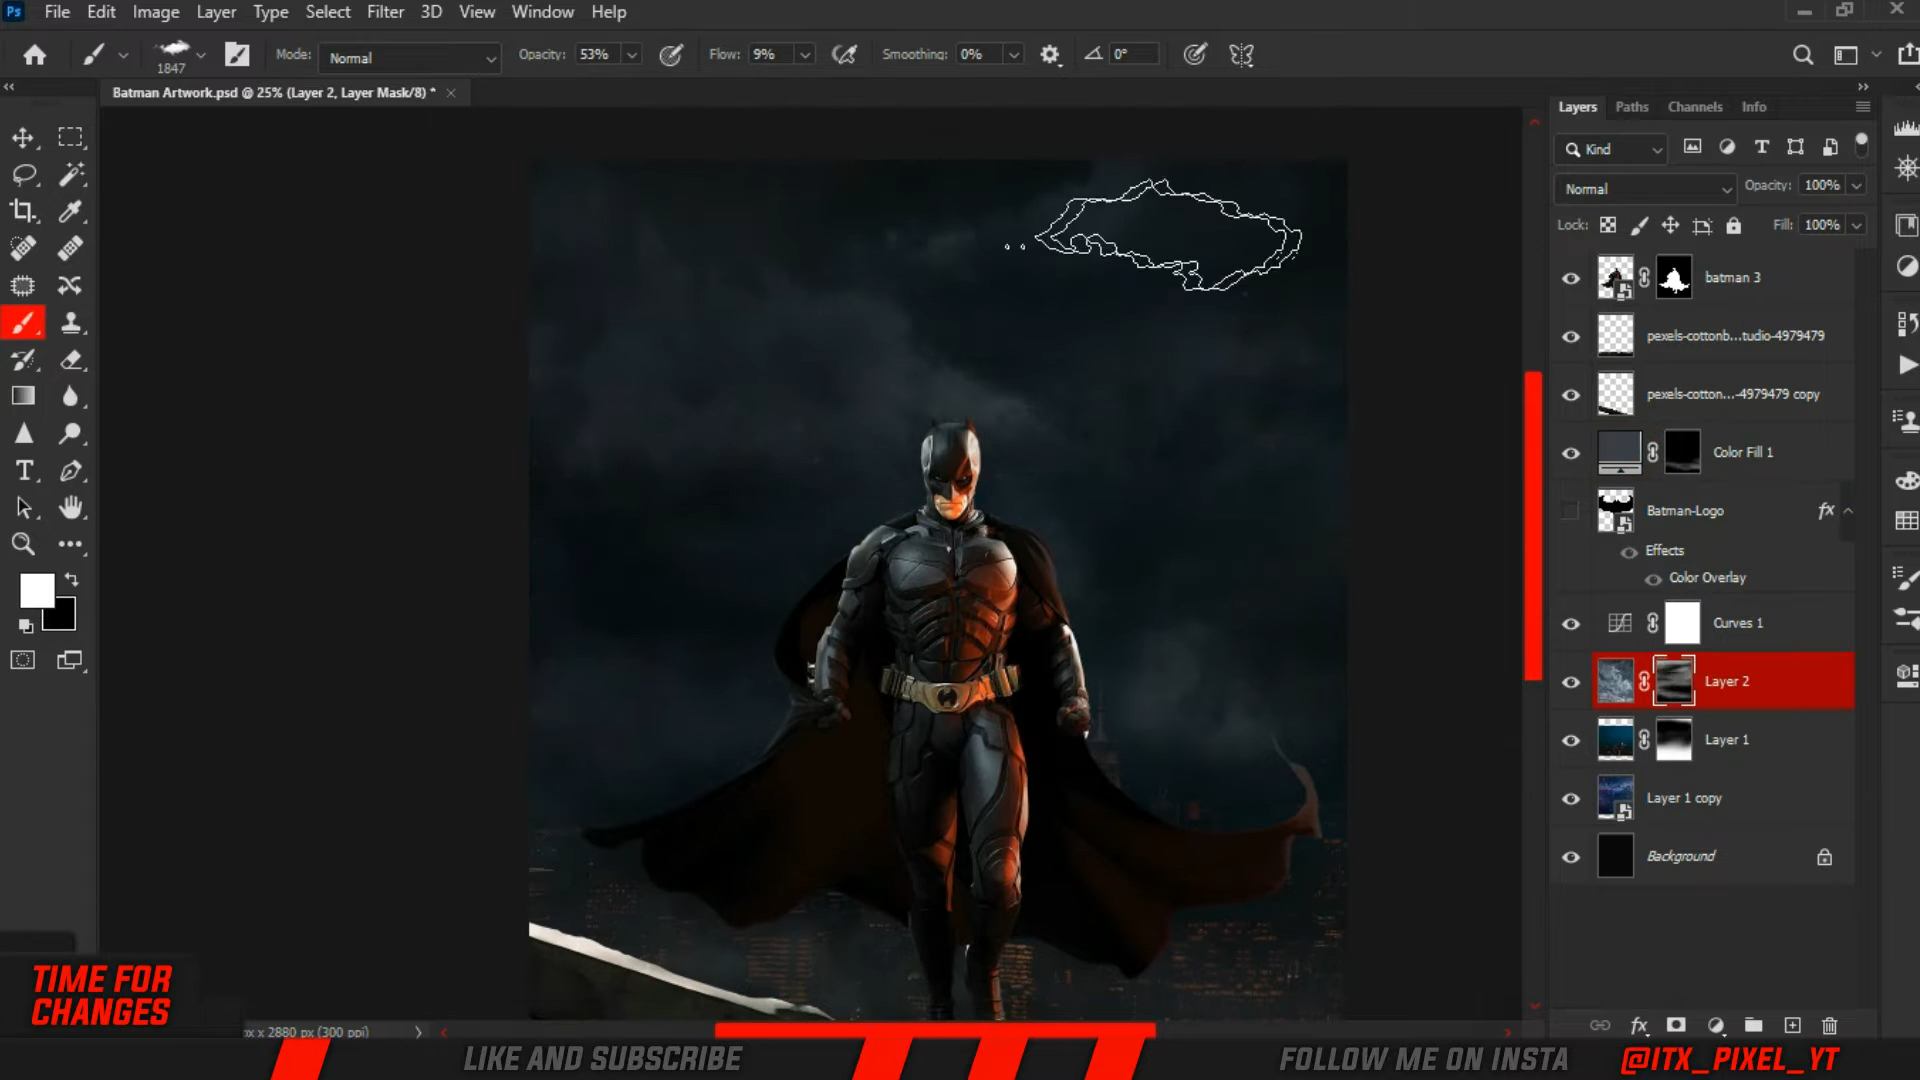 Ps File Edit Image Layer Type Select Filter 3D View Window Help
1847 Mode: Normal Opacity: 53% Flow: 9% Smoothing: 0% 0°
Batman Artwork.psd @ 25% (Layer 2, Layer Mask/8) *
Layers Paths Channels Info
Kind
Normal Opacity: 100%
Lock: Fill: 100%
batman 3
pexels-cottonb...tudio-4979479
pexels-cotton...-4979479 copy
Color Fill 1
Batman-Logo fx
Effects
Color Overlay
Curves 1
Layer 2
Layer 1
Layer 1 copy
Background
TIME FOR
CHANGES
px x 2880 px (300 ppi)
fx
LIKE AND SUBSCRIBE
FOLLOW ME ON INSTA @ITX_PIXEL_YT